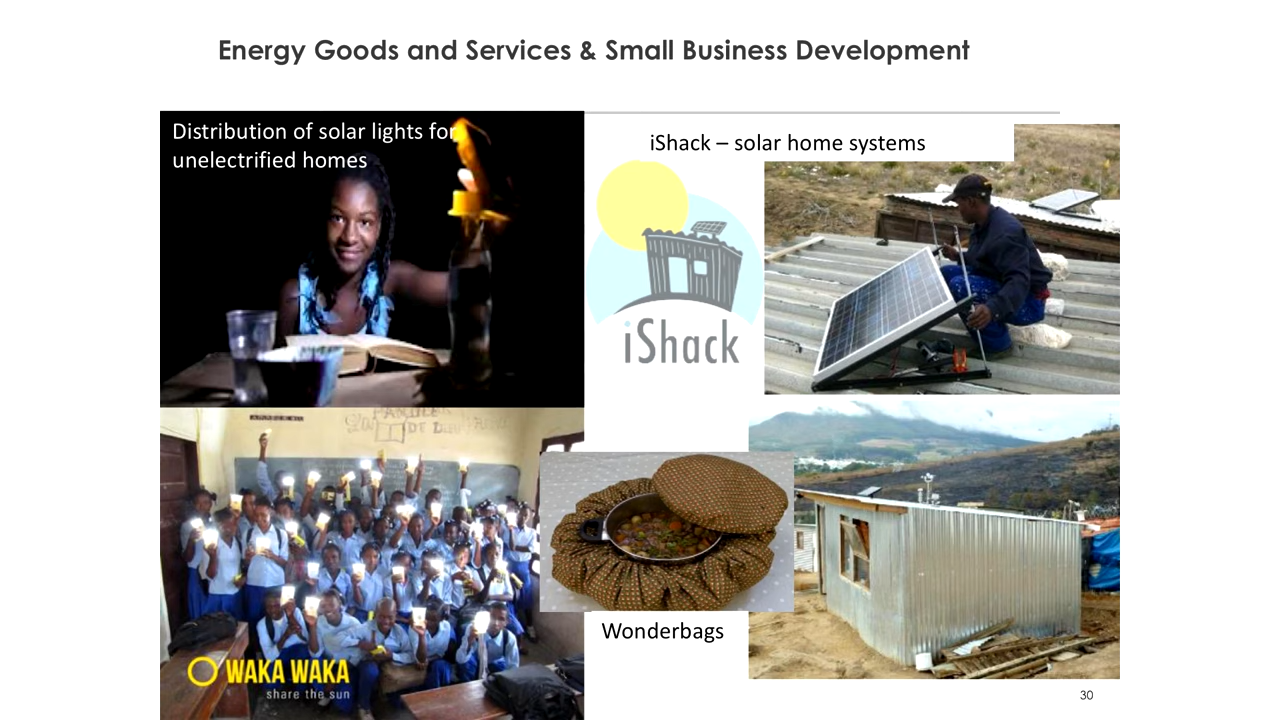 Energy Goods and Services & Small Business Development
Distribution of solar lights for
unelectrified homes
iShack – solar home systems
iShack
Wonderbags
WAKA WAKA
share the sun
30